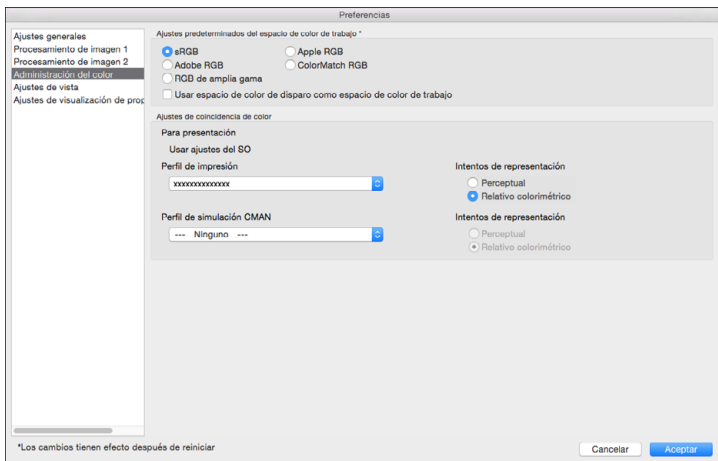 Preferencias
Ajustes generales
Procesamiento de imagen 1
Procesamiento de imagen 2
Administración del color
Ajustes de vista
Ajustes de visualización de prop
Ajustes predeterminados del espacio de color de trabajo *
sRGB
Apple RGB
Adobe RGB
ColorMatch RGB
RGB de amplia gama
Usar espacio de color de disparo como espacio de color de trabajo
Ajustes de coincidencia de color
Para presentación
Usar ajustes del SO
Perfil de impresión
Intentos de representación
xxxxxxxxxxxxx
Perceptual
Relativo colorimétrico
Perfil de simulación CMAN
Intentos de representación
--- Ninguno ---
Perceptual
Relativo colorimétrico
*Los cambios tienen efecto después de reiniciar
Cancelar
Aceptar